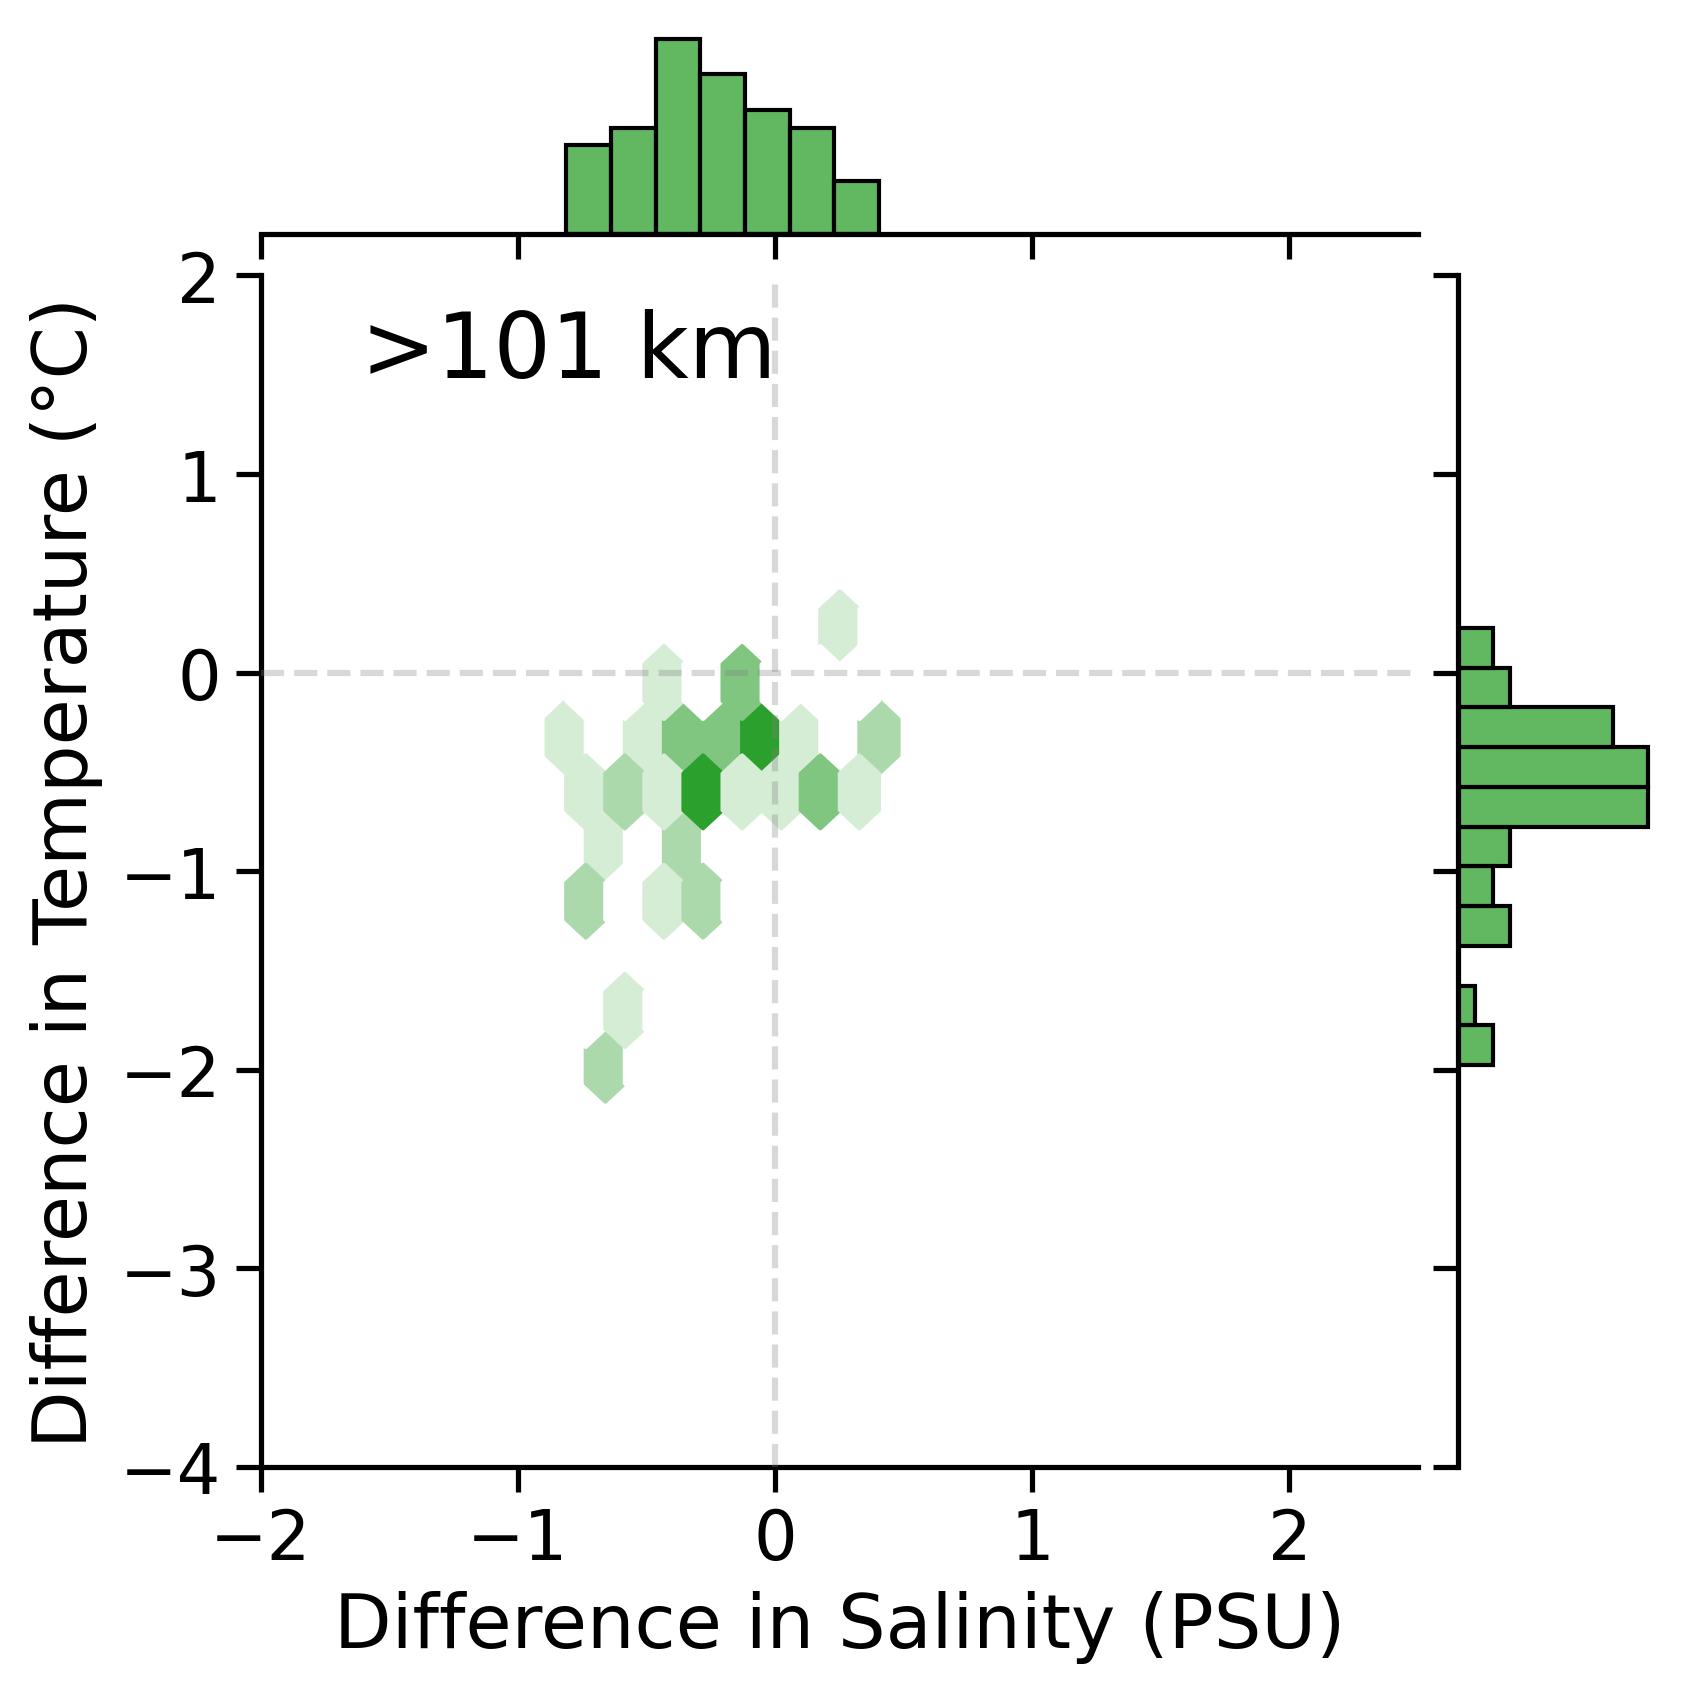 >101 km
2
1
0
−1
−2
−3
−4
Difference in Temperature (°C)
−2 −1 0 1 2
Difference in Salinity (PSU)